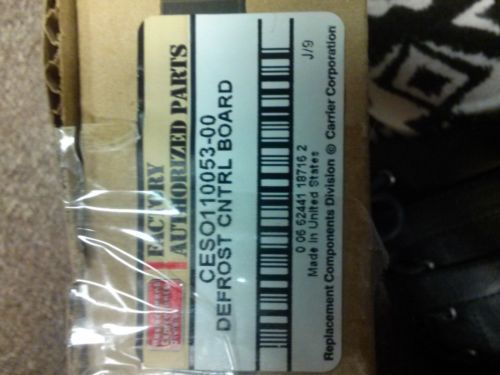 FACTORY
AUTHORIZED PARTS
CESO110053-00
DEFROST CNTRL BOARD
0 06 62441 18716 2
Made In United States
J/9
Replacement Components Division © Carrier Corporation